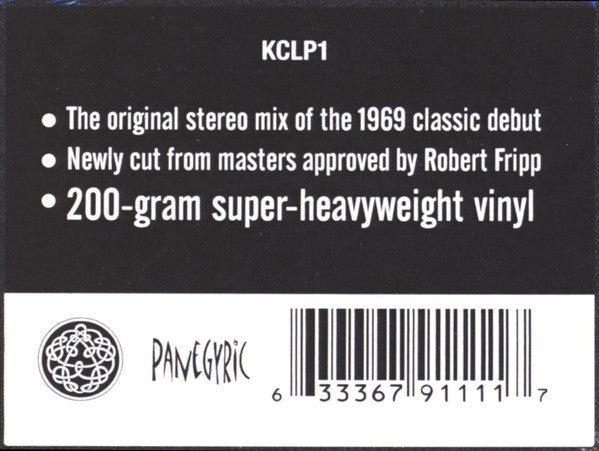 KCLP1
• The original stereo mix of the 1969 classic debut
• Newly cut from masters approved by Robert Fripp
• 200-gram super-heavyweight vinyl
PANEGYRIC
6 33367 91111 7